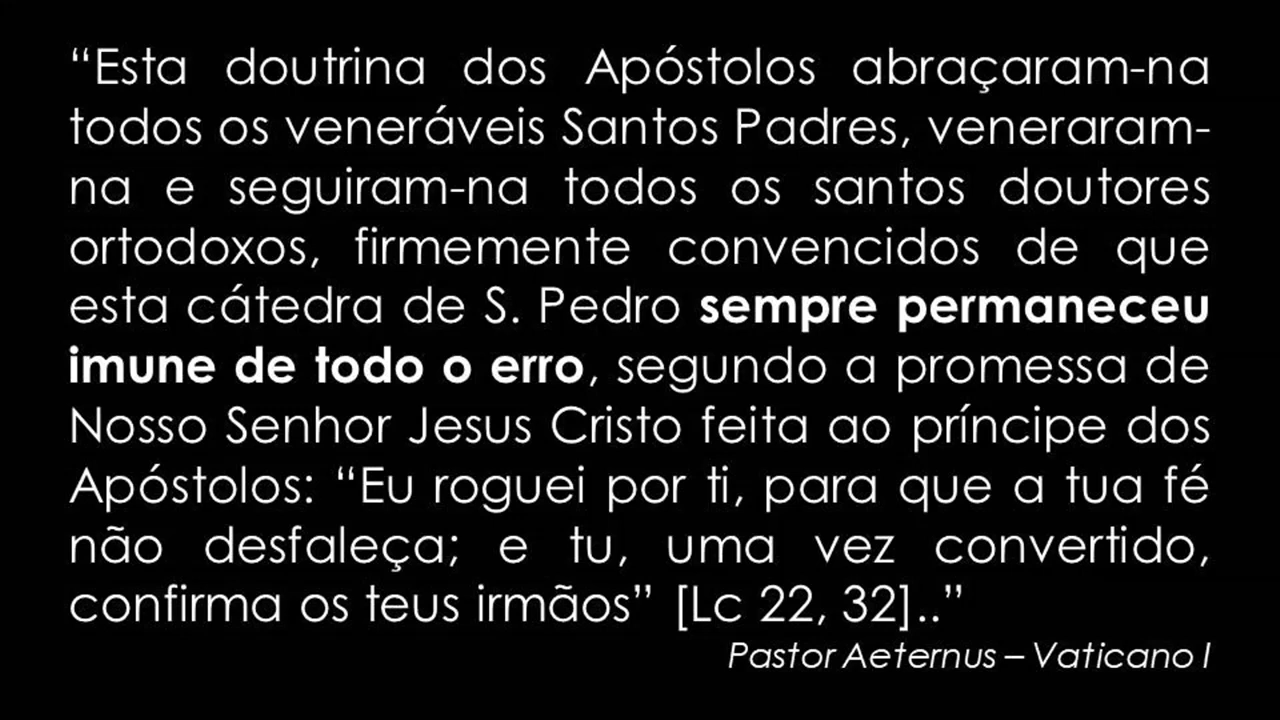 “Esta doutrina dos Apóstolos abraçaram-na
todos os veneráveis Santos Padres, veneraram-
na e seguiram-na todos os santos doutores
ortodoxos, firmemente convencidos de que
esta cátedra de S. Pedro sempre permaneceu
imune de todo o erro, segundo a promessa de
Nosso Senhor Jesus Cristo feita ao príncipe dos
Apóstolos: “Eu roguei por ti, para que a tua fé
não desfaleça; e tu, uma vez convertido,
confirma os teus irmãos” [Lc 22, 32]..”
Pastor Aeternus – Vaticano I